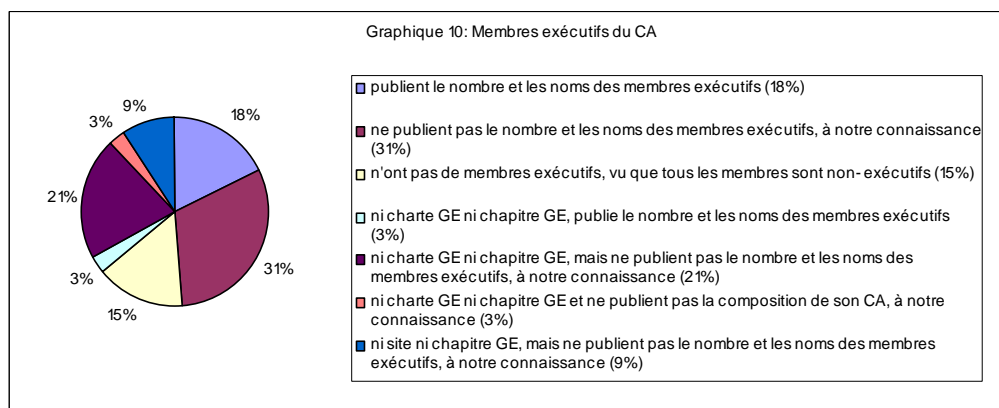 Graphique 10: Membres exécutifs du CA
9%
18%
3%
21%
3%
15%
31%
publient le nombre et les noms des membres exécutifs (18%)
ne publient pas le nombre et les noms des membres exécutifs, à notre connaissance
(31%)
n'ont pas de membres exécutifs, vu que tous les membres sont non-exécutifs (15%)
ni charte GE ni chapitre GE, publie le nombre et les noms des membres exécutifs
(3%)
ni charte GE ni chapitre GE, mais ne publient pas le nombre et les noms des
membres exécutifs, à notre connaissance (21%)
ni charte GE ni chapitre GE et ne publient pas la composition de son CA, à notre
connaissance (3%)
ni site ni chapitre GE, mais ne publient pas le nombre et les noms des membres
exécutifs, à notre connaissance (9%)